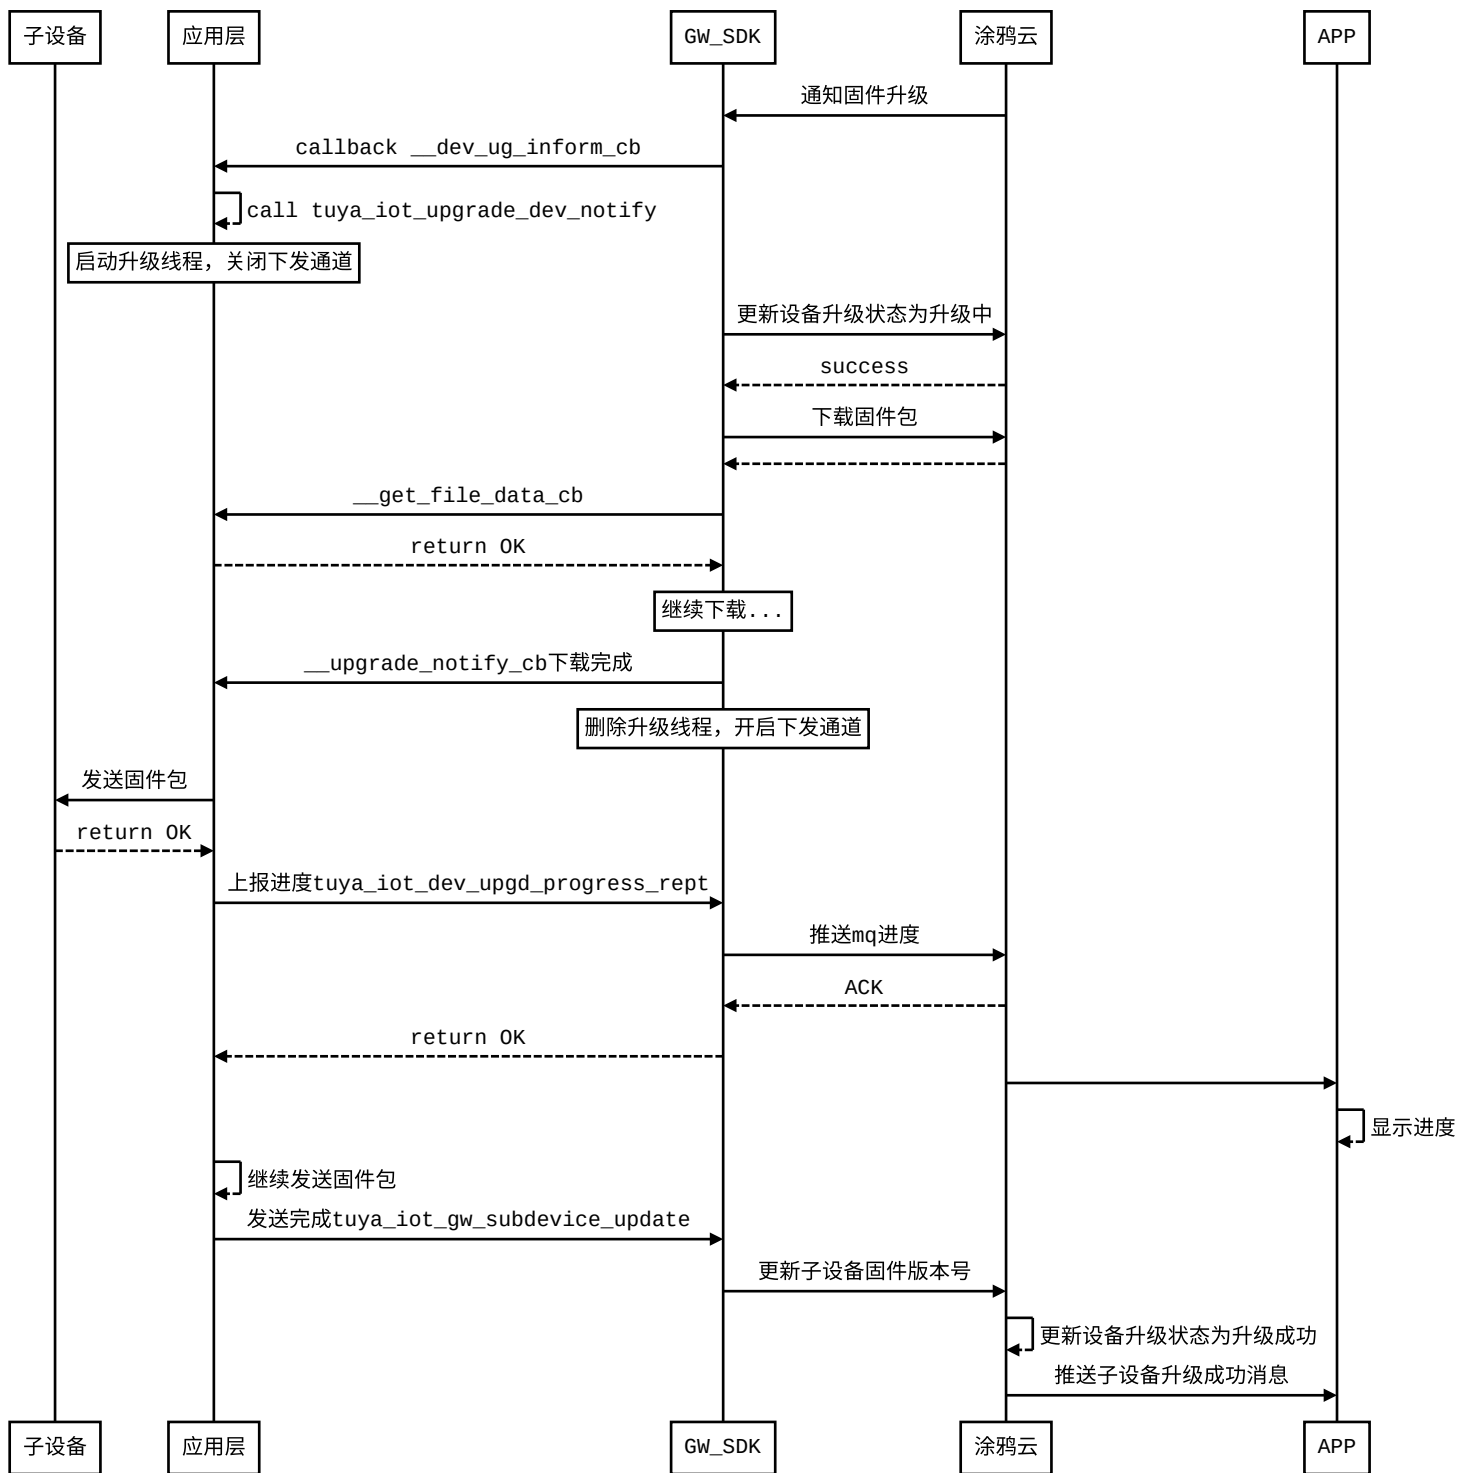 子设备
应用层
GW_SDK
涂鸦云
APP
通知固件升级
callback __dev_ug_inform_cb
call tuya_iot_upgrade_dev_notify
启动升级线程，关闭下发通道
更新设备升级状态为升级中
success
下载固件包
__get_file_data_cb
return OK
继续下载...
__upgrade_notify_cb下载完成
删除升级线程，开启下发通道
发送固件包
return OK
上报进度tuya_iot_dev_upgd_progress_rept
推送mq进度
ACK
return OK
显示进度
继续发送固件包
发送完成tuya_iot_gw_subdevice_update
更新子设备固件版本号
更新设备升级状态为升级成功
推送子设备升级成功消息
子设备
应用层
GW_SDK
涂鸦云
APP